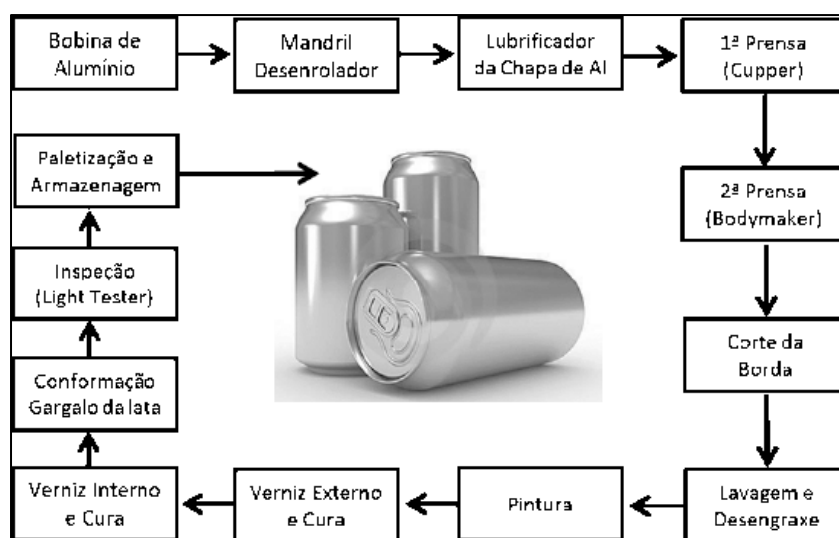 Bobina de
Alumínio
Mandril
Desenrolador
Lubrificador
da Chapa de Al
1ª Prensa
(Cupper)
2ª Prensa
(Bodymaker)
Corte da
Borda
Lavagem e
Desengraxe
Pintura
Verniz Externo
e Cura
Verniz Interno
e Cura
Conformação
Gargalo da lata
Inspeção
(Light Tester)
Paletização e
Armazenagem